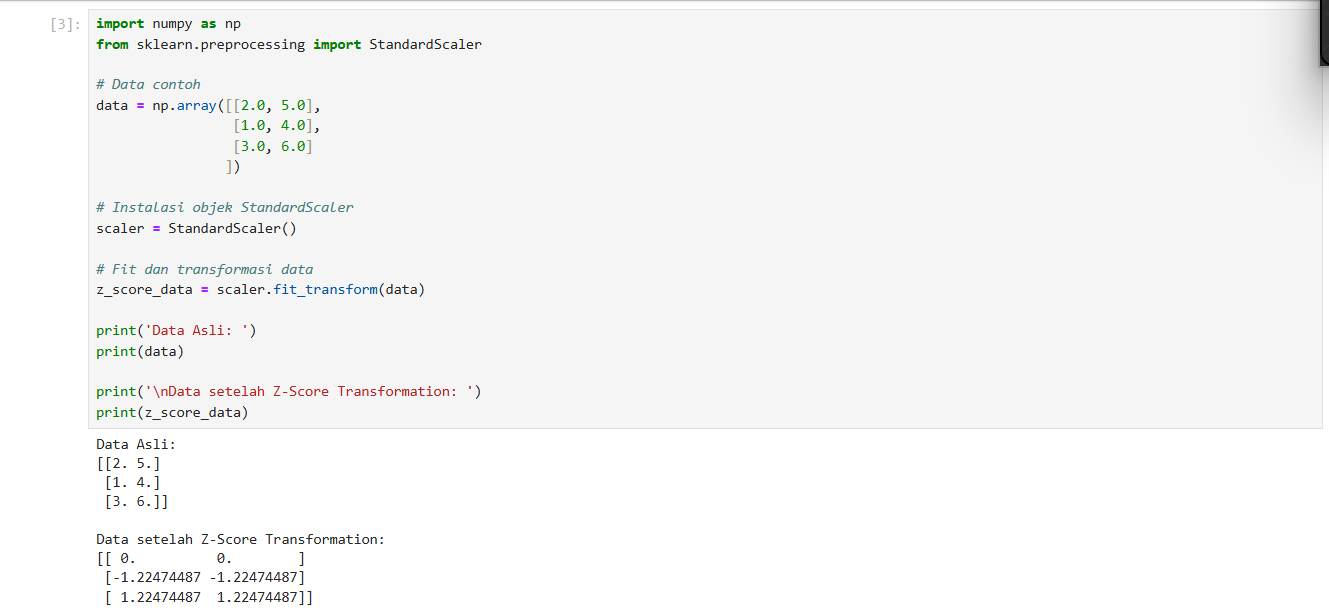 [3]:
import numpy as np
from sklearn.preprocessing import StandardScaler
# Data contoh
data = np.array([[2.0, 5.0],
[1.0, 4.0],
[3.0, 6.0]
])
# Instalasi objek StandardScaler
scaler = StandardScaler()
# Fit dan transformasi data
z_score_data = scaler.fit_transform(data)
print('Data Asli: ')
print(data)
print('\nData setelah Z-Score Transformation: ')
print(z_score_data)
Data Asli:
[[2. 5.]
[1. 4.]
[3. 6.]]
Data setelah Z-Score Transformation:
[[ 0.          0.        ]
[-1.22474487 -1.22474487]
[ 1.22474487  1.22474487]]